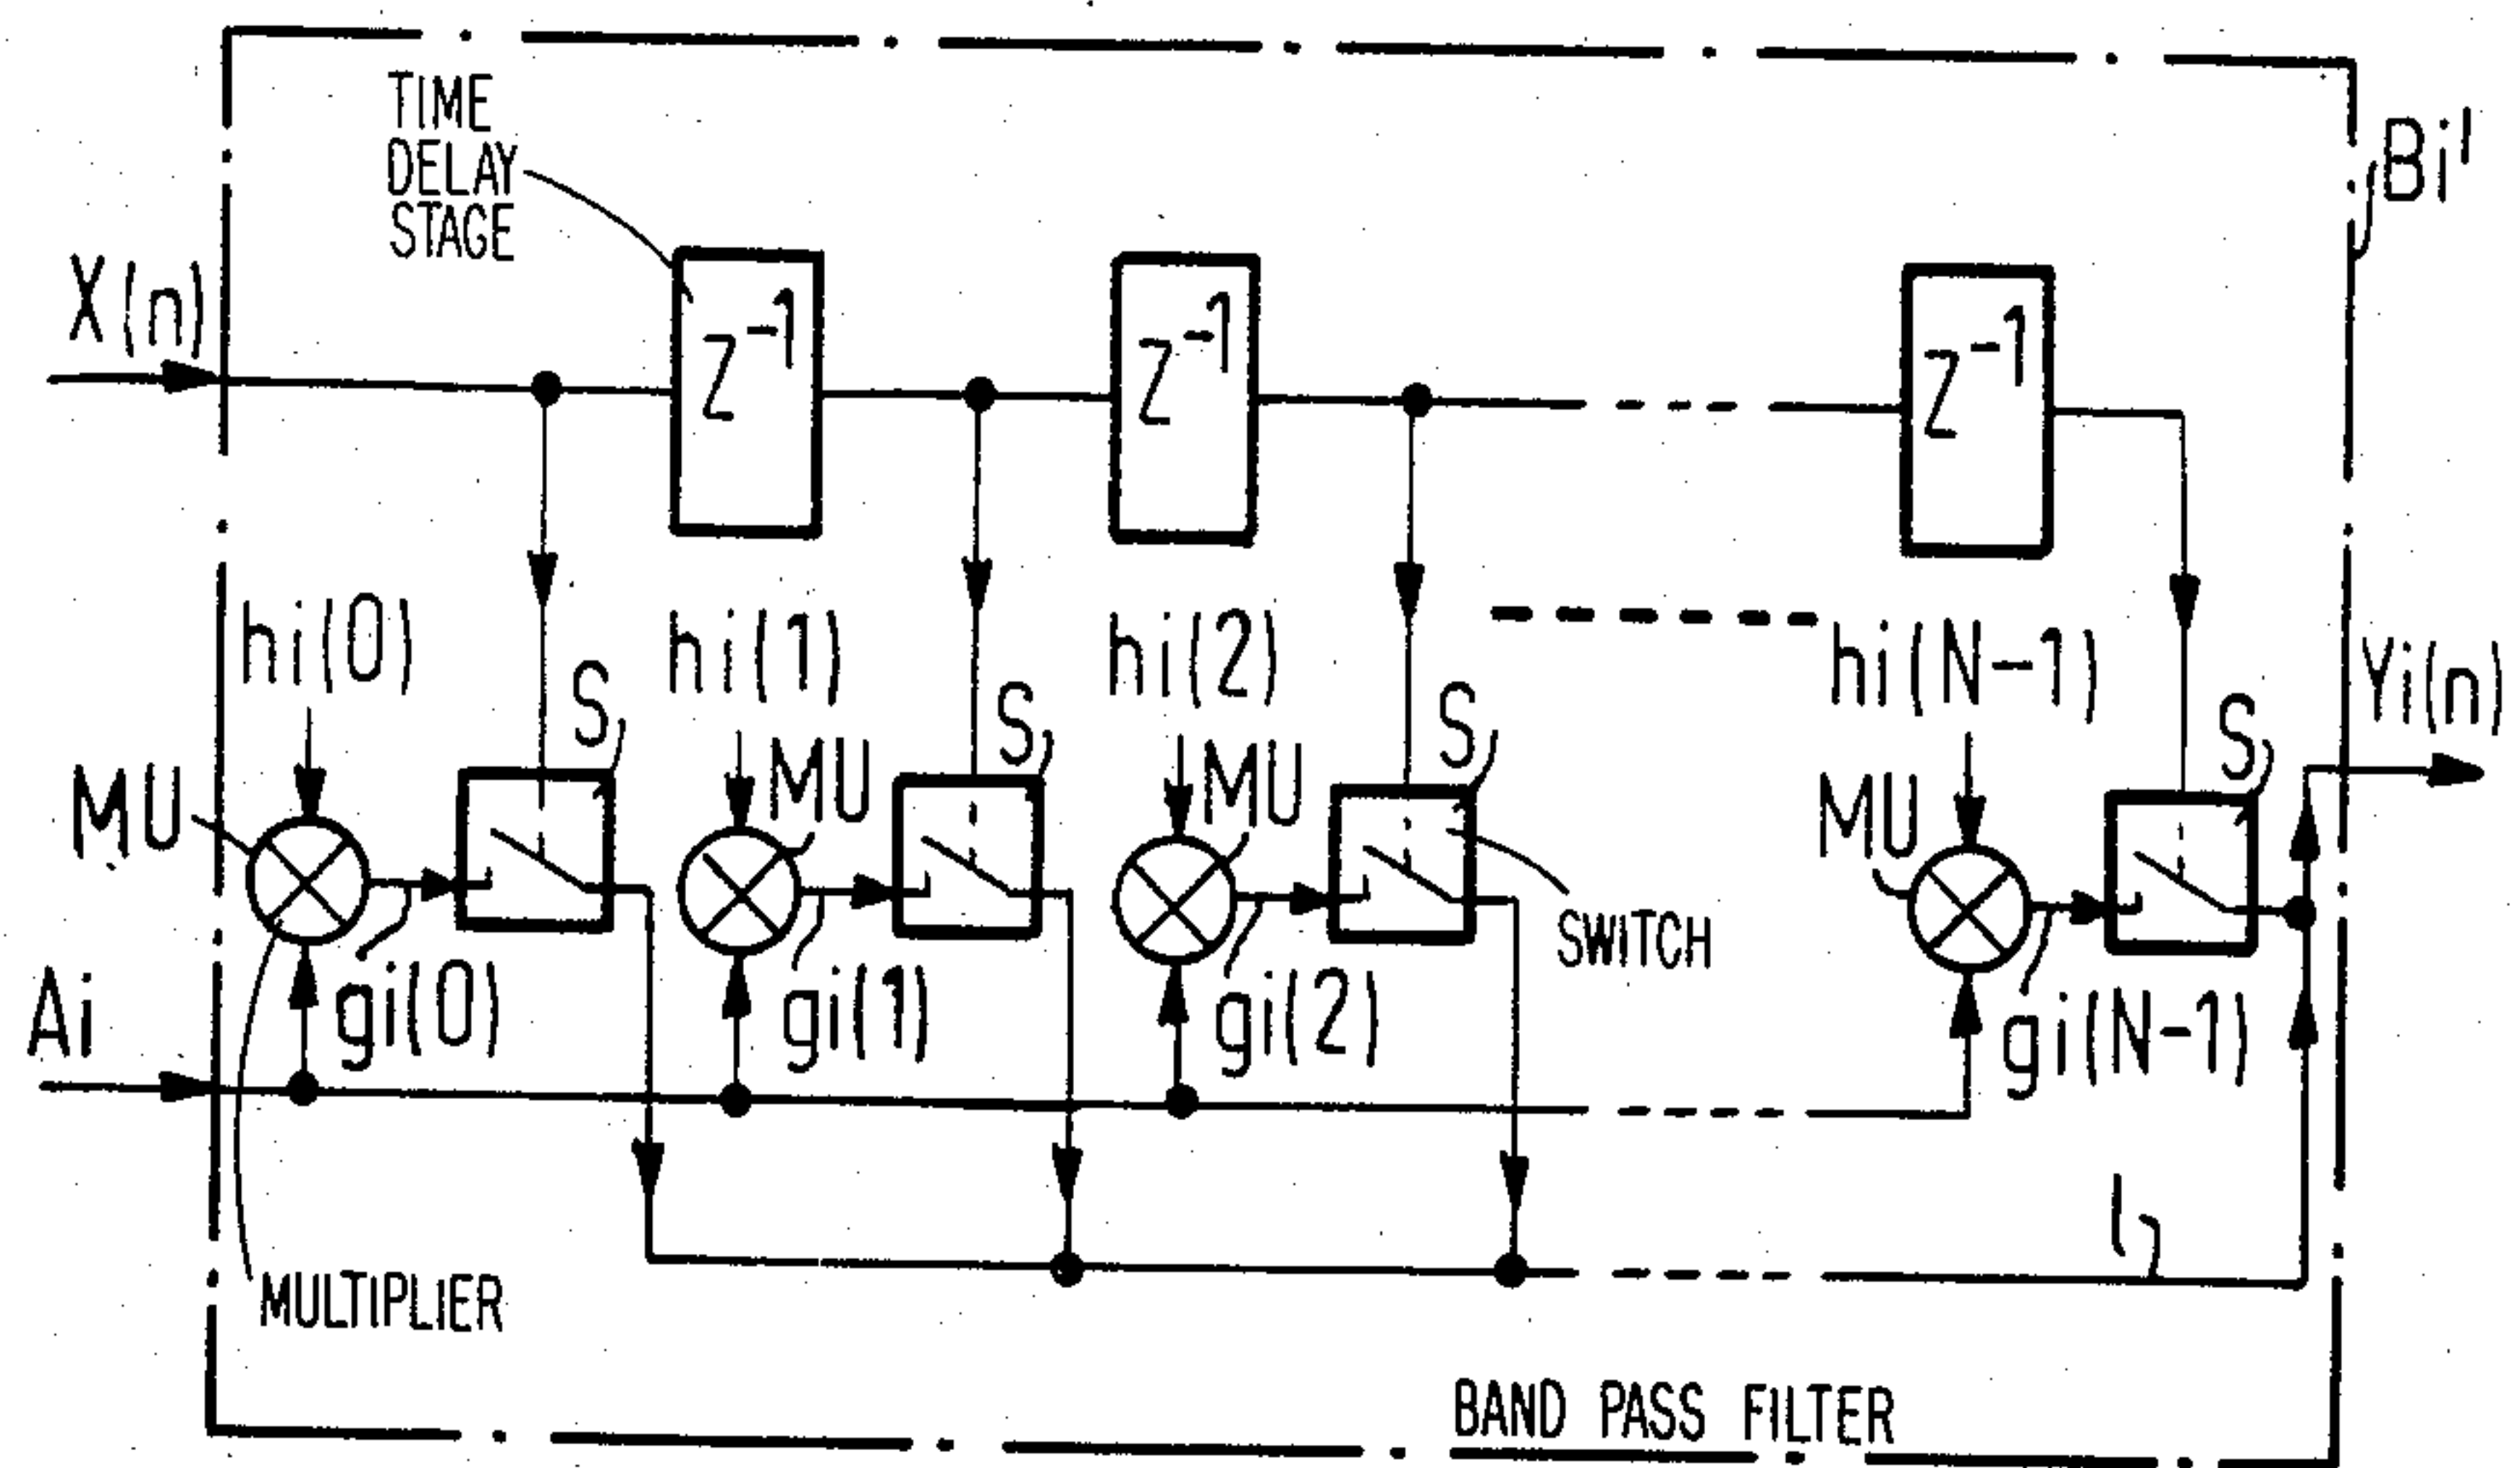 TIME
DELAY
STAGE
Bi'
X(n)
Z⁻¹
Z⁻¹
Z⁻¹
hi(0)
hi(1)
hi(2)
hi(N-1)
Yi(n)
S
S
S
S
MU
MU
MU
MU
SWITCH
Ai
gi(0)
gi(1)
gi(2)
gi(N-1)
l
MULTIPLIER
BAND PASS FILTER